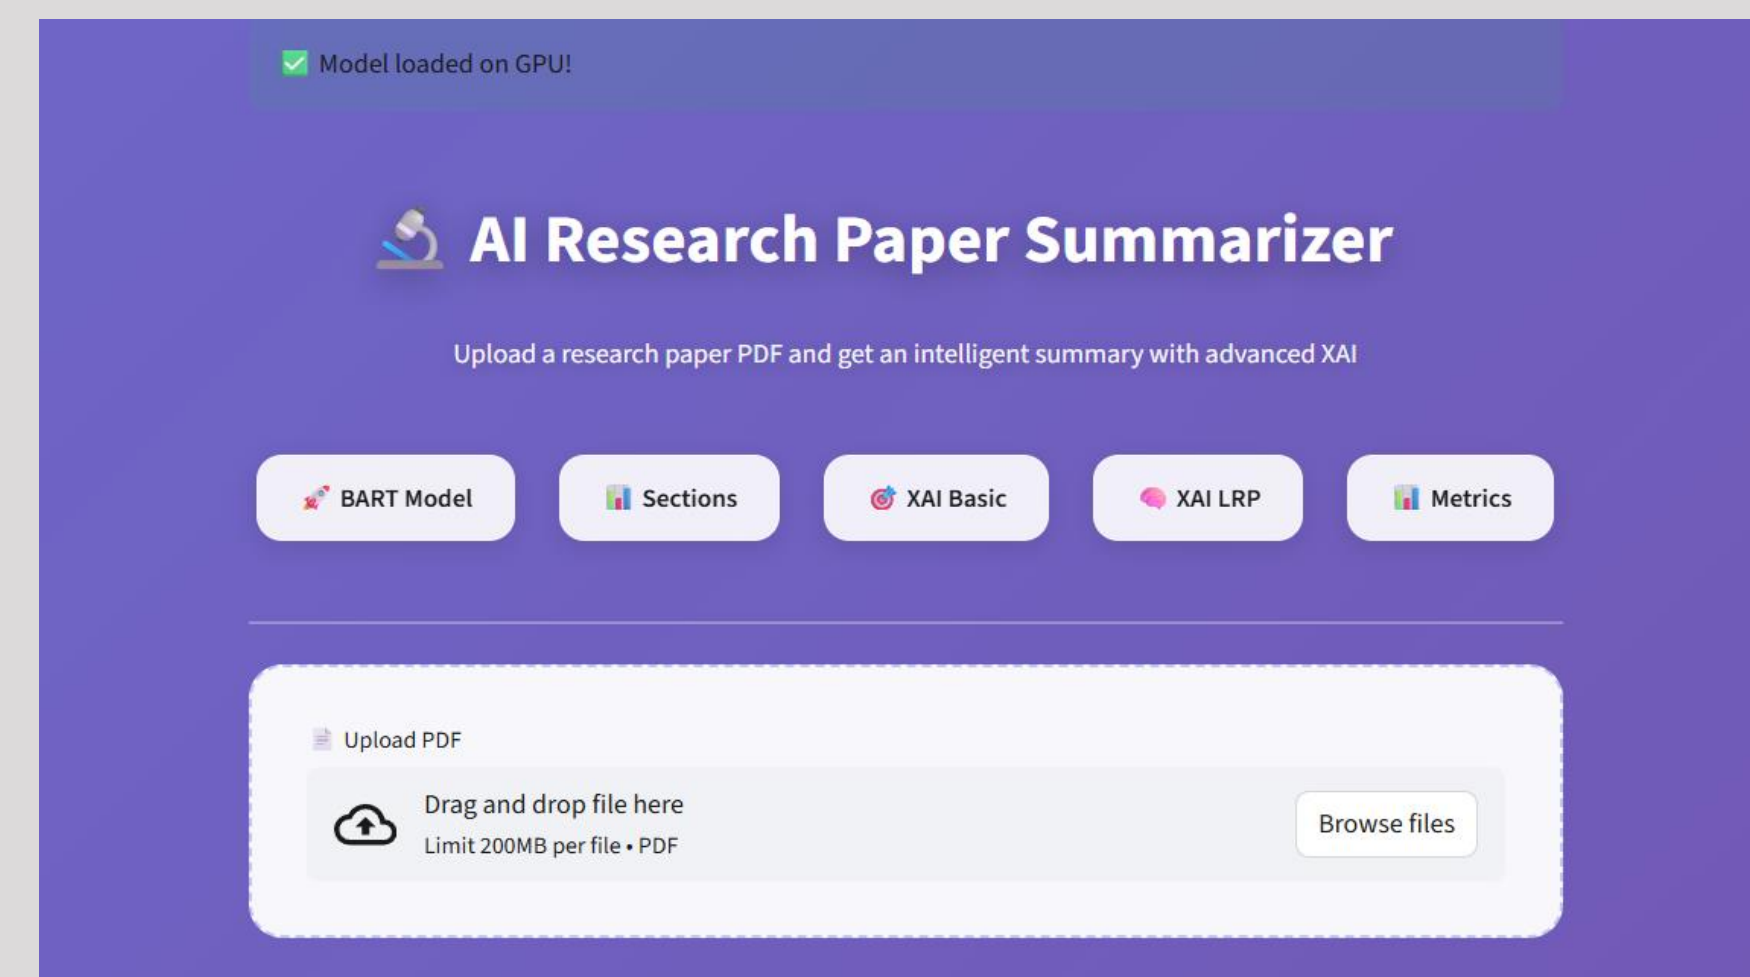 ✅ Model loaded on GPU!
🔬 AI Research Paper Summarizer
Upload a research paper PDF and get an intelligent summary with advanced XAI
🚀 BART Model
📊 Sections
🎯 XAI Basic
🧠 XAI LRP
📊 Metrics
📄 Upload PDF
Drag and drop file here
Limit 200MB per file • PDF
Browse files